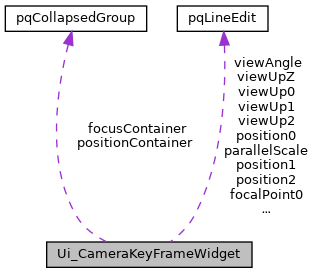 pqCollapsedGroup
pqLineEdit
focusContainer
positionContainer
viewAngle
viewUpZ
viewUp0
viewUp1
viewUp2
position0
parallelScale
position1
position2
focalPoint0
...
Ui_CameraKeyFrameWidget